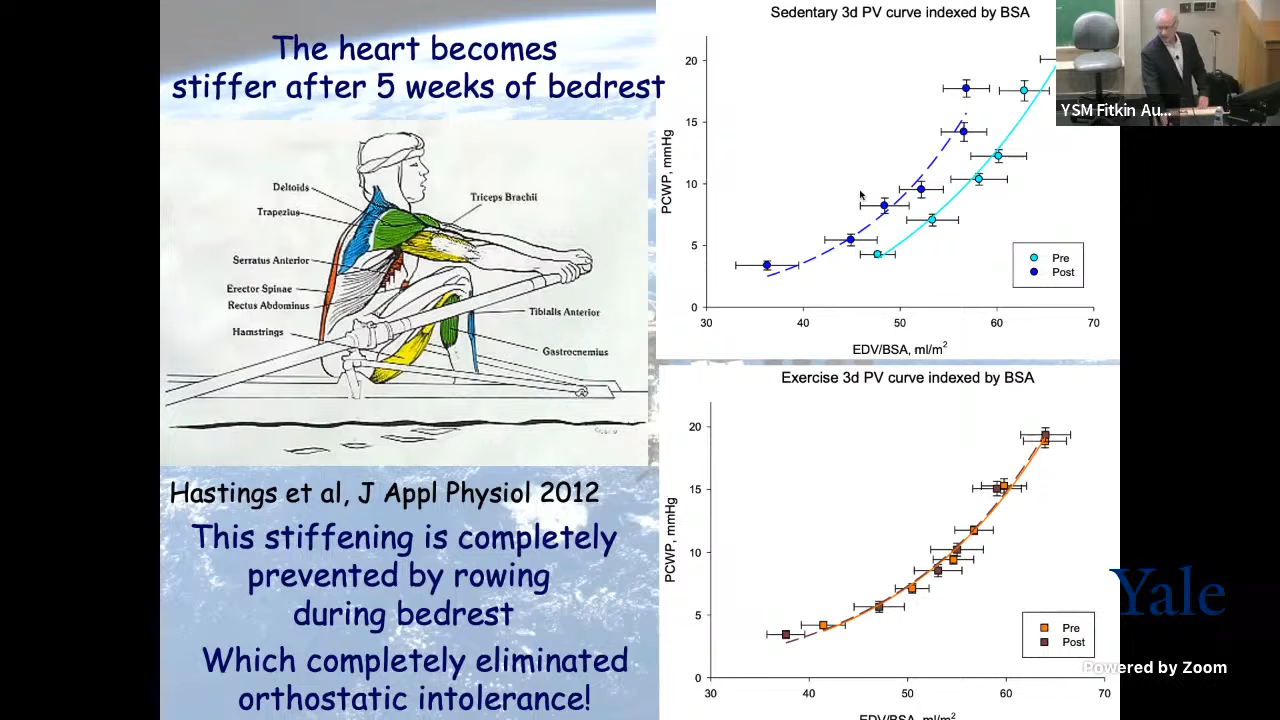 The heart becomes
stiffer after 5 weeks of bedrest
Deltoids
Trapezius
Serratus Anterior
Erector Spinae
Rectus Abdominus
Hamstrings
Triceps Brachii
Tibialis Anterior
Gastrocnemius
Hastings et al, J Appl Physiol 2012
This stiffening is completely
prevented by rowing
during bedrest
Which completely eliminated
orthostatic intolerance!
Sedentary 3d PV curve indexed by BSA
PCWP, mmHg
20
15
10
5
0
30 40 50 60 70
EDV/BSA, ml/m²
Pre
Post
Exercise 3d PV curve indexed by BSA
PCWP, mmHg
20
15
10
5
0
30 40 50 60 70
EDV/BSA, ml/m²
Pre
Post
YSM Fitkin Au...
Yale
Powered by Zoom